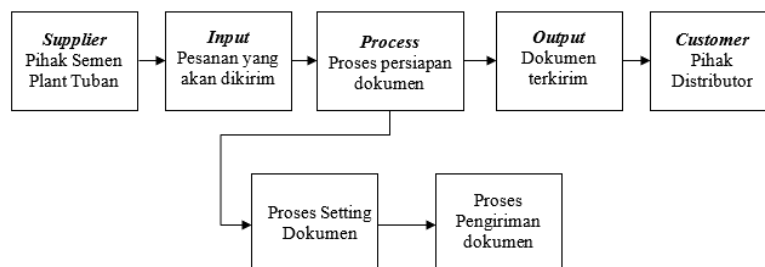 Supplier
Pihak Semen
Plant Tuban
Input
Pesanan yang
akan dikirim
Process
Proses persiapan
dokumen
Output
Dokumen
terkirim
Customer
Pihak
Distributor
Proses Setting
Dokumen
Proses
Pengiriman
dokumen